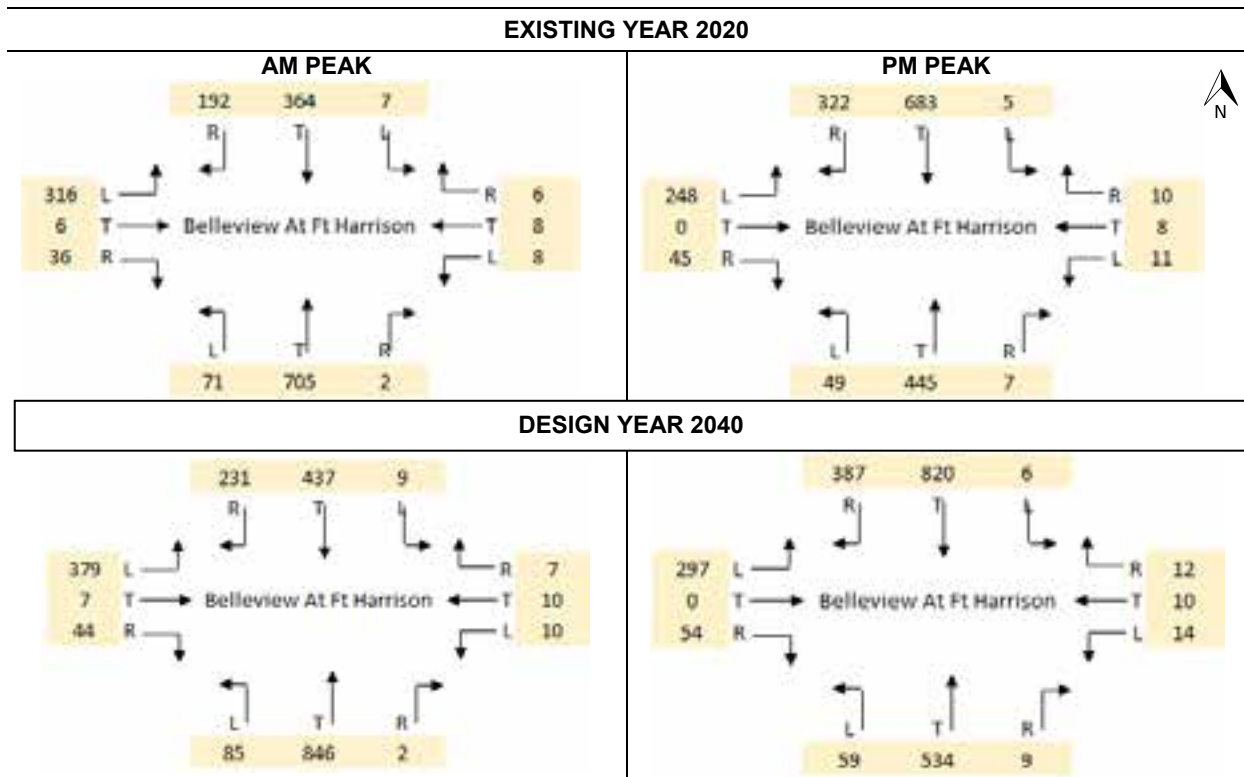 EXISTING YEAR 2020
AM PEAK
192 364 7
R T L
316 L R 6
6 T Belleview At Ft Harrison T 8
36 R L 8
L T R
71 705 2
PM PEAK
N
322 683 5
R T L
248 L R 10
0 T Belleview At Ft Harrison T 8
45 R L 11
L T R
49 445 7
DESIGN YEAR 2040
231 437 9
R T L
379 L R 7
7 T Belleview At Ft Harrison T 10
44 R L 10
L T R
85 846 2
387 820 6
R T L
297 L R 12
0 T Belleview At Ft Harrison T 10
54 R L 14
L T R
59 534 9